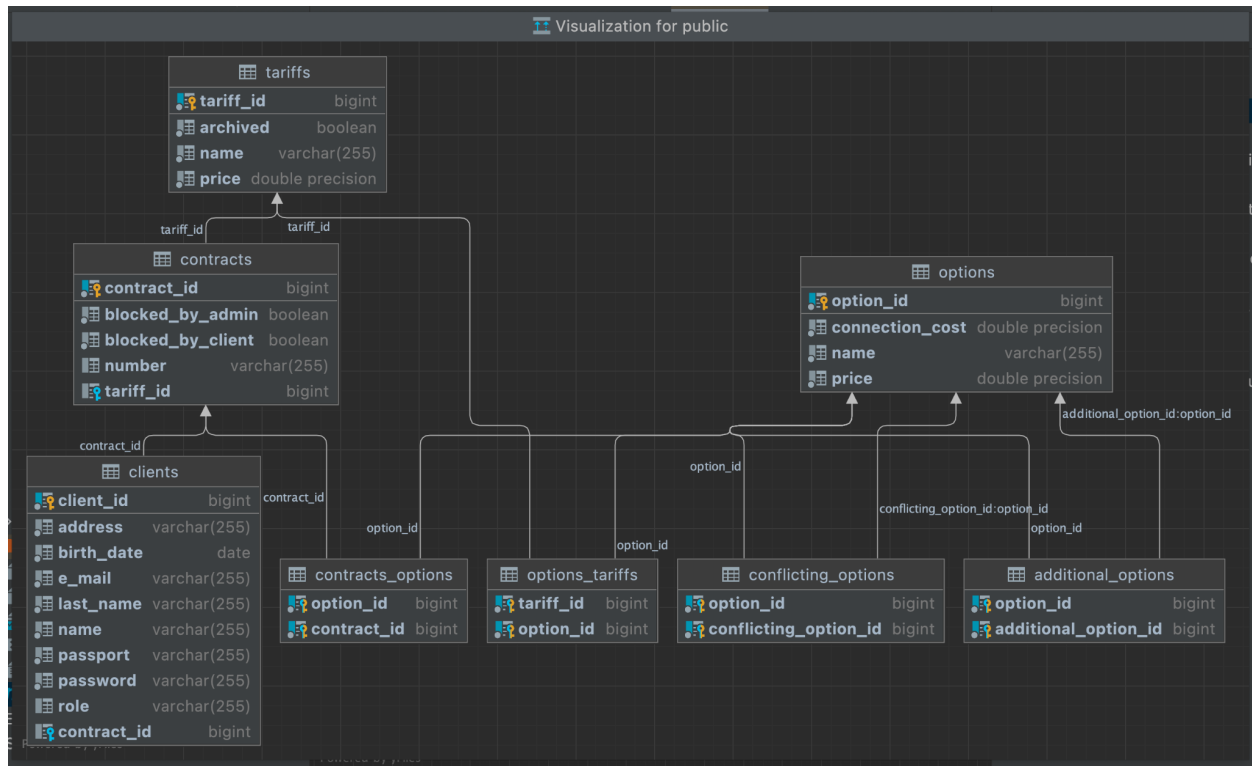 Visualization for public
tariffs
tariff_id bigint
archived boolean
name varchar(255)
price double precision
tariff_id
tariff_id
contracts
contract_id bigint
blocked_by_admin boolean
blocked_by_client boolean
number varchar(255)
tariff_id bigint
options
option_id bigint
connection_cost double precision
name varchar(255)
price double precision
additional_option_id:option_id
contract_id
clients
client_id bigint
address varchar(255)
birth_date date
e_mail varchar(255)
last_name varchar(255)
name varchar(255)
passport varchar(255)
password varchar(255)
role varchar(255)
contract_id bigint
contract_id
option_id
option_id
option_id
conflicting_option_id:option_id
option_id
contracts_options
option_id bigint
contract_id bigint
options_tariffs
tariff_id bigint
option_id bigint
conflicting_options
option_id bigint
conflicting_option_id bigint
additional_options
option_id bigint
additional_option_id bigint